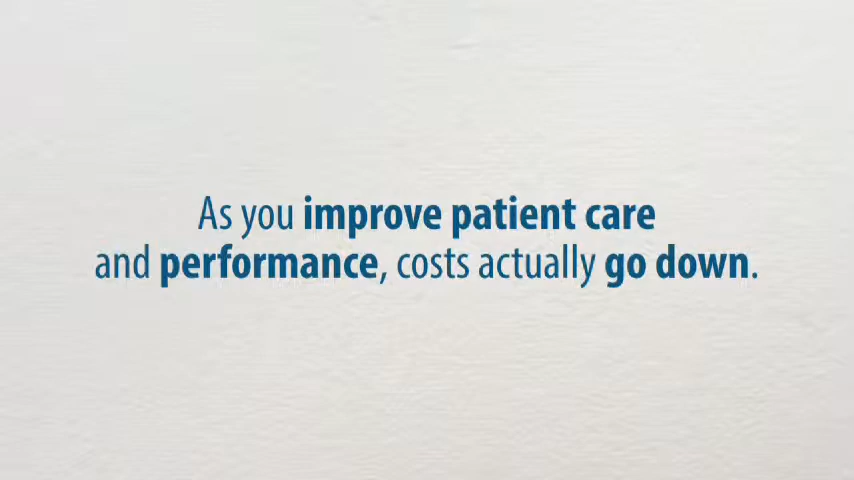 As you improve patient care
and performance, costs actually go down.